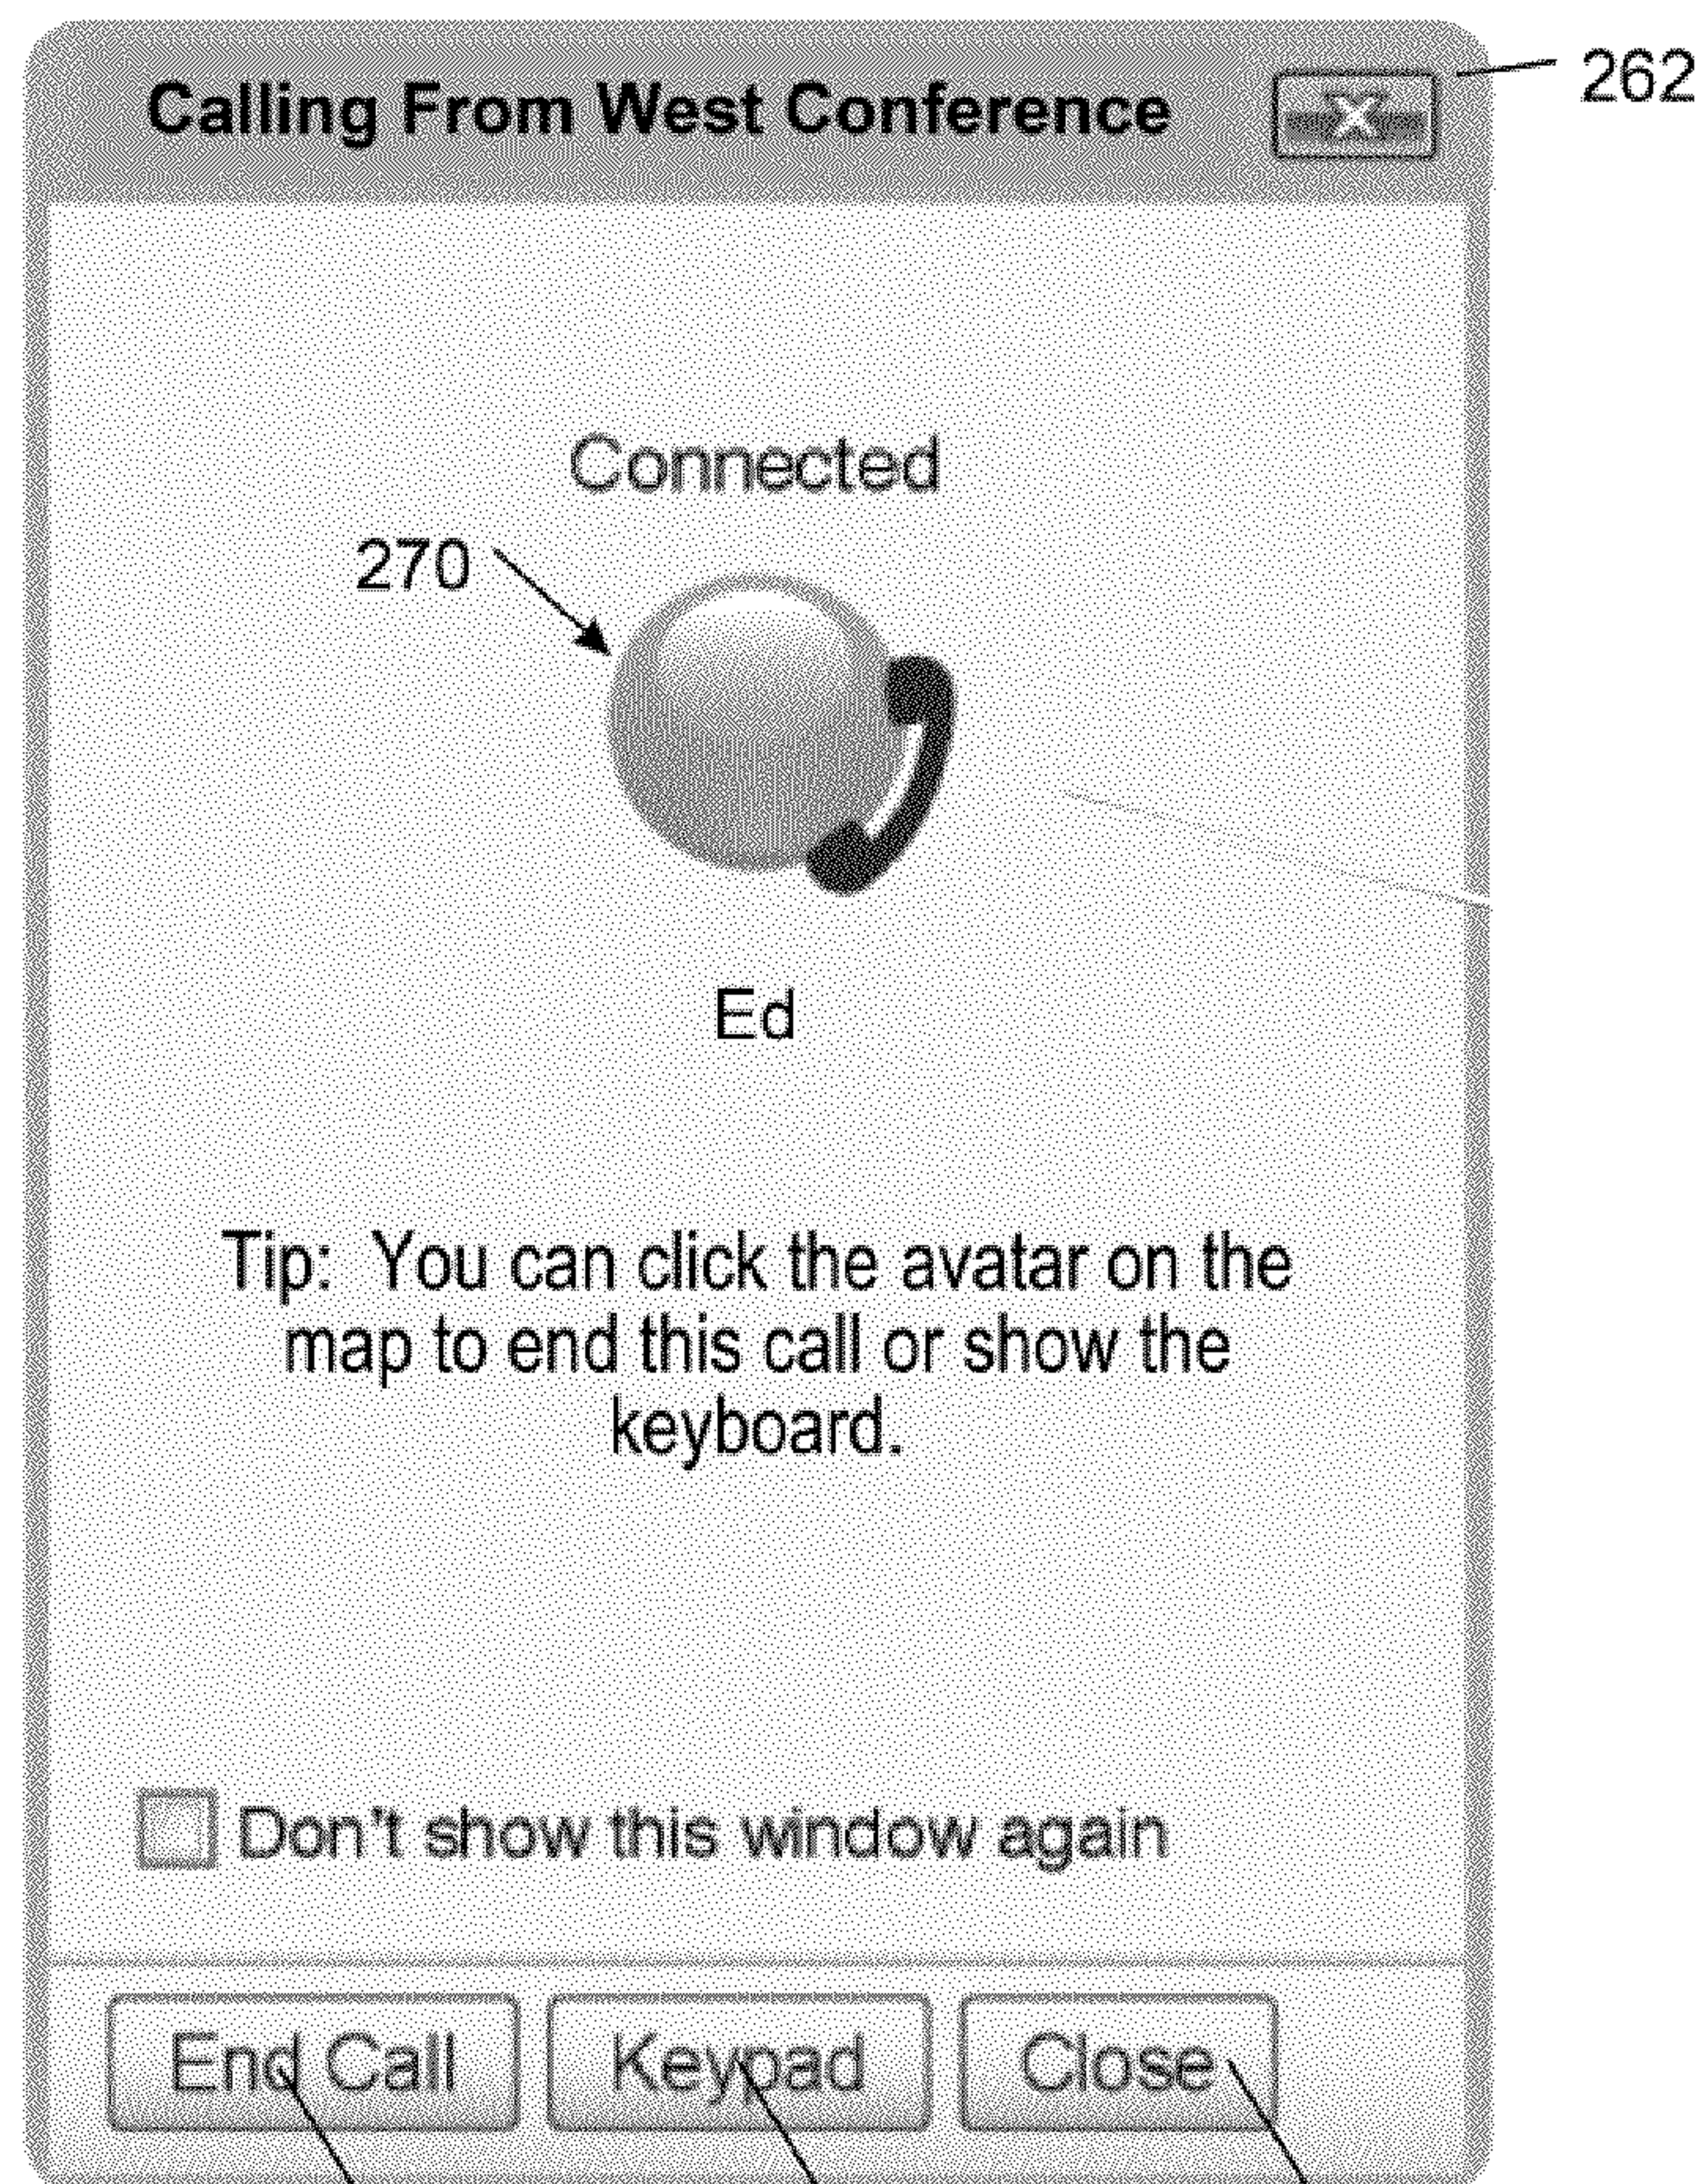 Calling From West Conference
X
262
Connected
270
Ed
Tip: You can click the avatar on the
map to end this call or show the
keyboard.
Don't show this window again
End Call
Keypad
Close